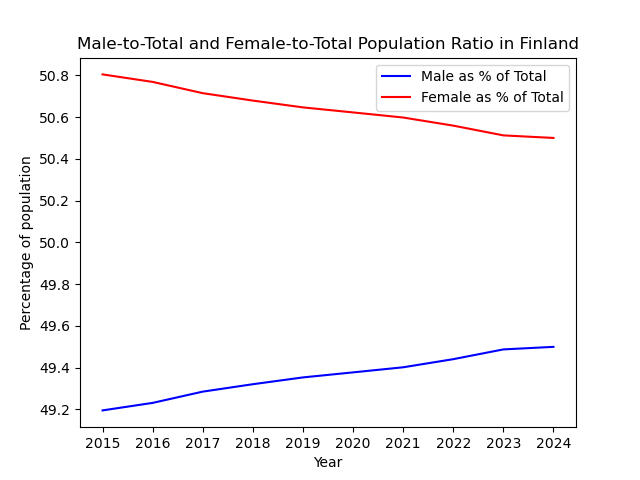 Male-to-Total and Female-to-Total Population Ratio in Finland
Male as % of Total
Female as % of Total
Percentage of population
50.8
50.6
50.4
50.2
50.0
49.8
49.6
49.4
49.2
2015 2016 2017 2018 2019 2020 2021 2022 2023 2024
Year